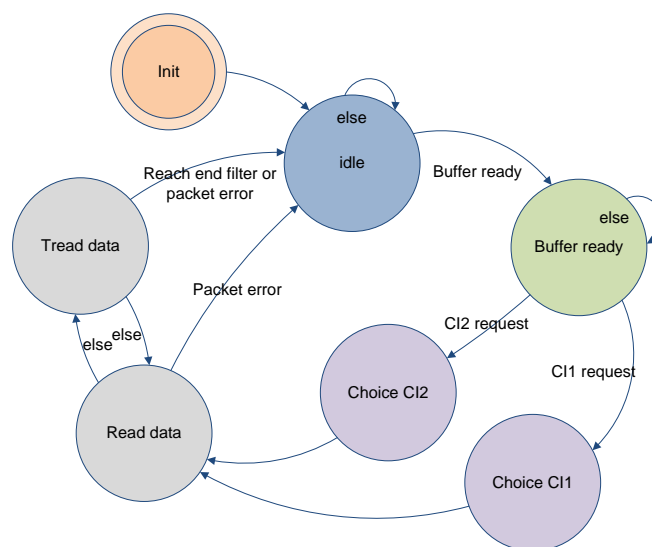 Init
else
idle
Reach end filter or
packet error
Buffer ready
else
Buffer ready
Tread data
Packet error
CI2 request
else
else
CI1 request
Choice CI2
Read data
Choice CI1